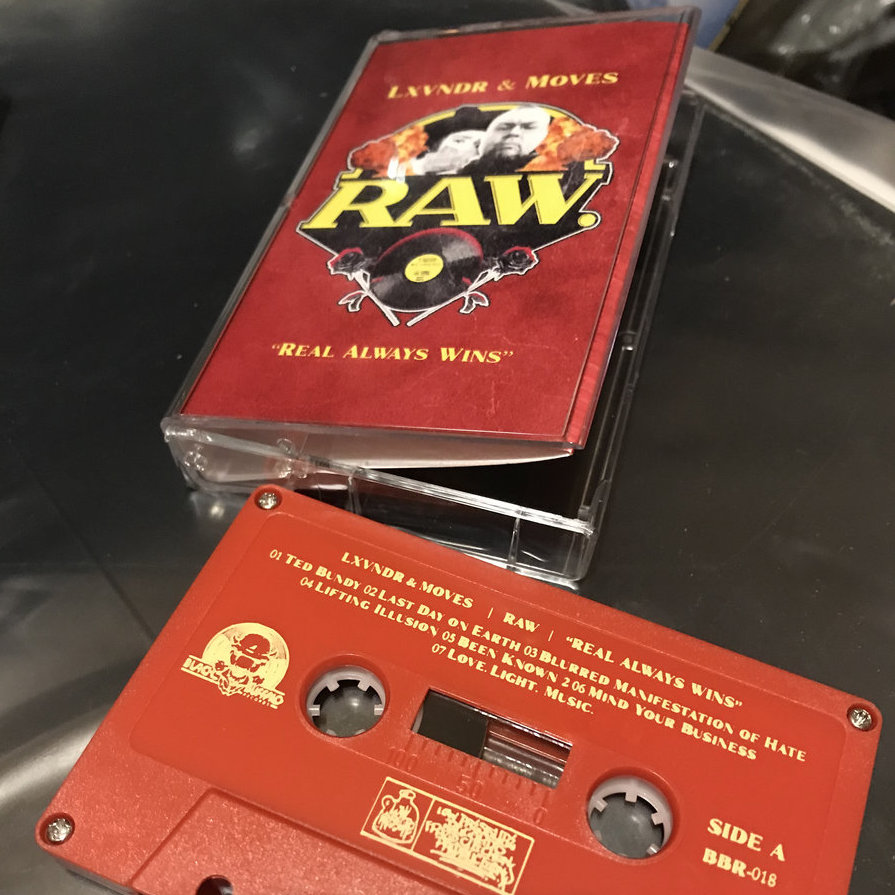 LXVNDR & MOVES
RAW.
"REAL ALWAYS WINS"
LXVNDR & MOVES | RAW | "REAL ALWAYS WINS"
01 TED BUNDY 02 LAST DAY ON EARTH 03 BLURRED MANIFESTATION OF HATE
04 LIFTING ILLUSION 05 BEEN KNOWN 2 06 MIND YOUR BUSINESS
07 LOVE. LIGHT. MUSIC.
100 50 0
SIDE A
BBR-018